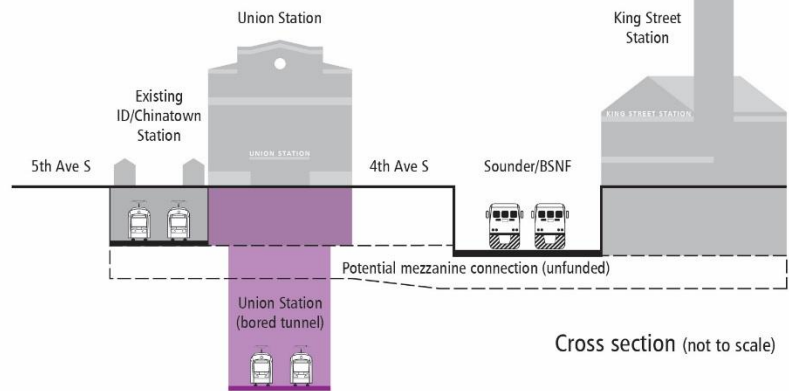 Union Station
King Street
Station
Existing
ID/Chinatown
Station
KING STREET STATION
UNION STATION
5th Ave S
4th Ave S
Sounder/BSNF
Potential mezzanine connection (unfunded)
Union Station
(bored tunnel)
Cross section (not to scale)